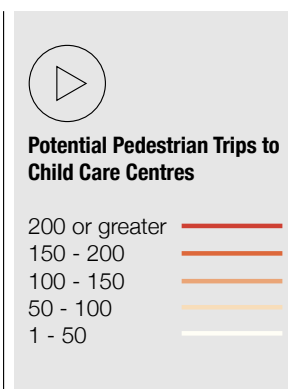 Potential Pedestrian Trips to
Child Care Centres
200 or greater
150 - 200
100 - 150
50 - 100
1 - 50